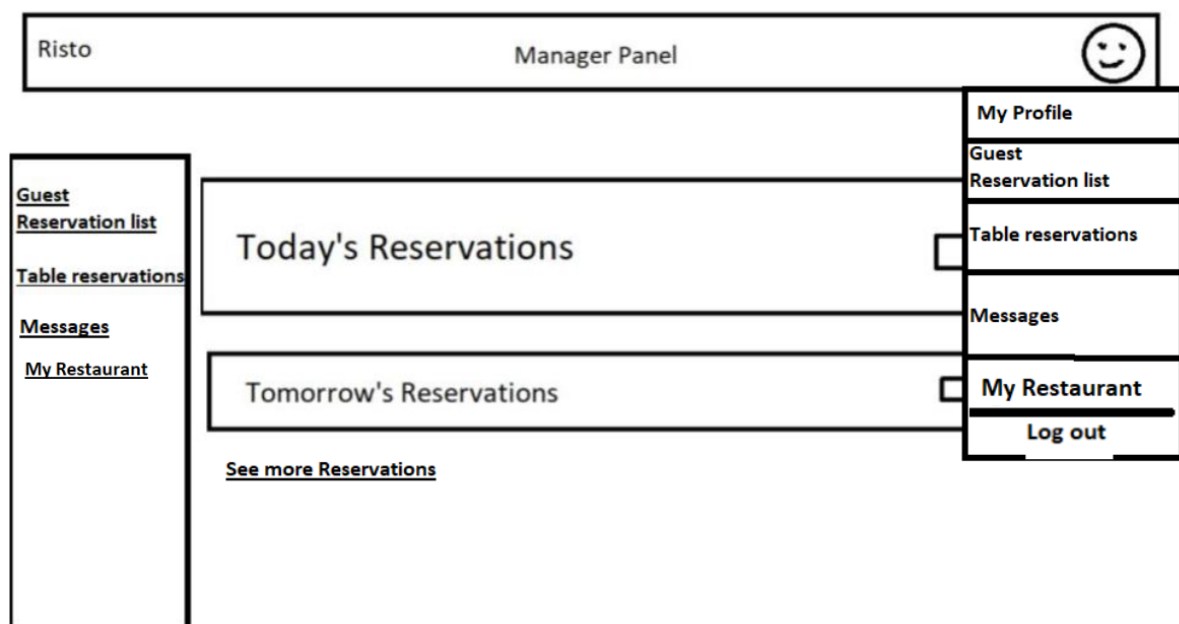 Risto
Manager Panel
My Profile
Guest
Reservation list
Table reservations
Messages
My Restaurant
Log out
Guest
Reservation list
Table reservations
Messages
My Restaurant
Today's Reservations
Tomorrow's Reservations
See more Reservations